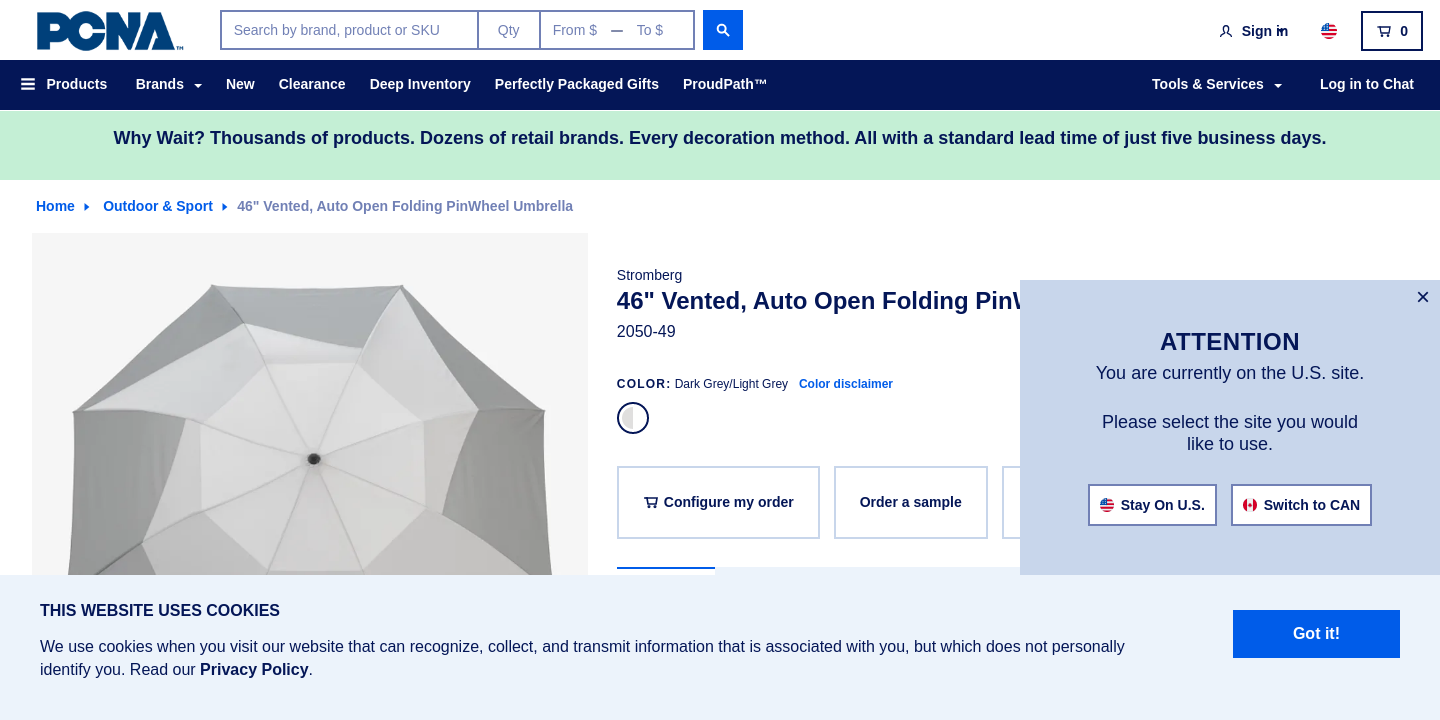 PCNA™ Search by brand, product or SKU Qty From $ — To $ Sign in 0
Products Brands New Clearance Deep Inventory Perfectly Packaged Gifts ProudPath™ Tools & Services Log in to Chat
Why Wait? Thousands of products. Dozens of retail brands. Every decoration method. All with a standard lead time of just five business days.
Home Outdoor & Sport 46" Vented, Auto Open Folding PinWheel Umbrella
Stromberg
46" Vented, Auto Open Folding Pin
2050-49
COLOR: Dark Grey/Light Grey Color disclaimer
Configure my order Order a sample
×
ATTENTION
You are currently on the U.S. site.
Please select the site you would
like to use.
Stay On U.S. Switch to CAN
THIS WEBSITE USES COOKIES
We use cookies when you visit our website that can recognize, collect, and transmit information that is associated with you, but which does not personally
identify you. Read our Privacy Policy.
Got it!